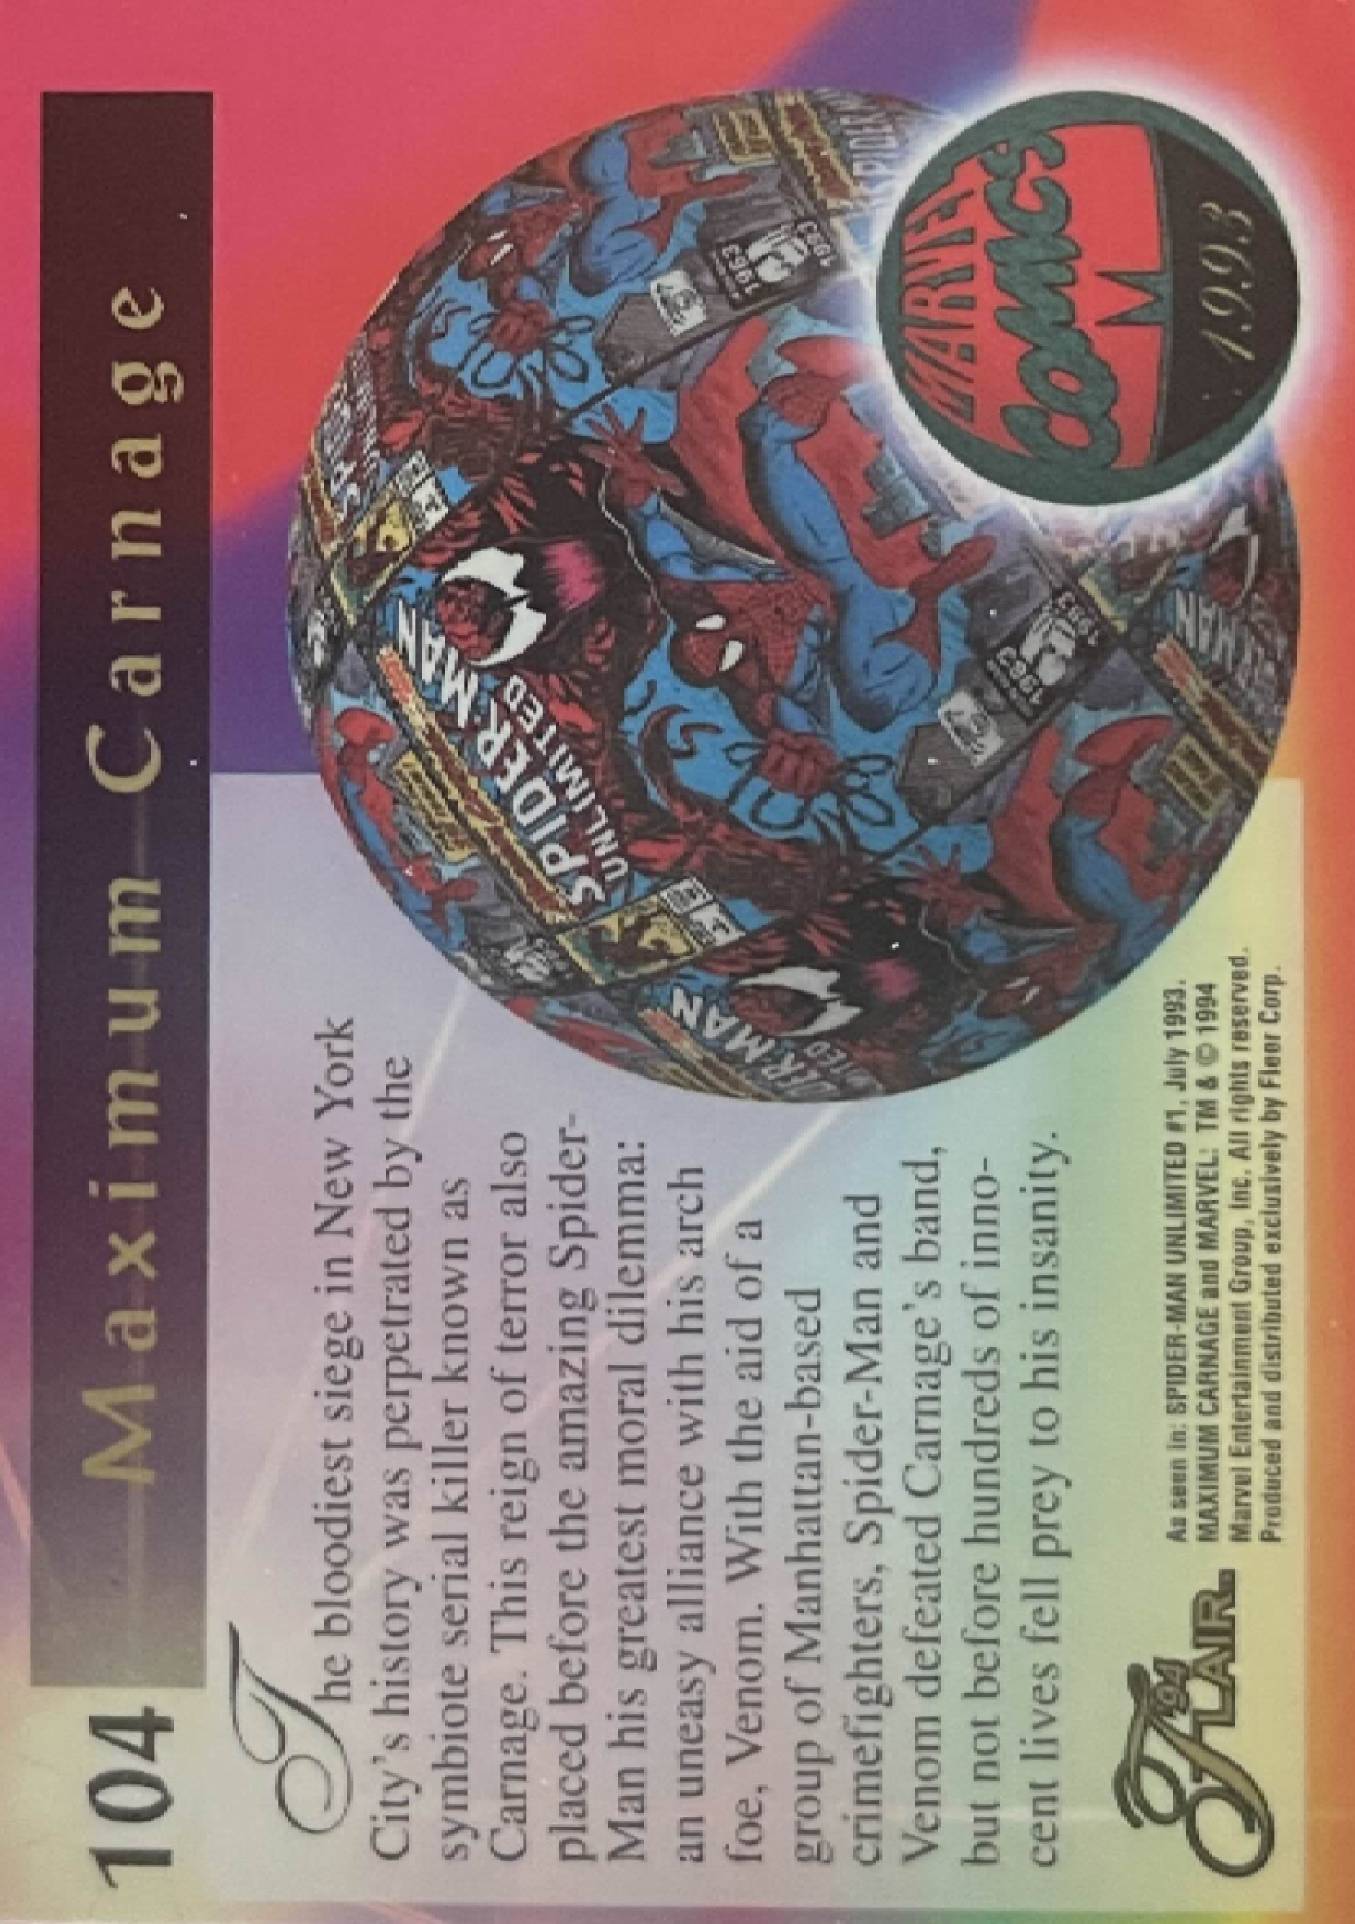 104
Maximum Carnage
The bloodiest siege in New York
City's history was perpetrated by the
symbiote serial killer known as
Carnage. This reign of terror also
placed before the amazing Spider-
Man his greatest moral dilemma:
an uneasy alliance with his arch
foe, Venom. With the aid of a
group of Manhattan-based
crimefighters, Spider-Man and
Venom defeated Carnage's band,
but not before hundreds of inno-
cent lives fell prey to his insanity.
SPIDER-MAN
UNLIMITED
1963
1993
1963
1993
MARVEL
COMICS
M
1993
'94
FLAIR
As seen in: SPIDER-MAN UNLIMITED #1, July 1993.
MAXIMUM CARNAGE and MARVEL: TM & © 1994
Marvel Entertainment Group, Inc. All rights reserved.
Produced and distributed exclusively by Fleer Corp.